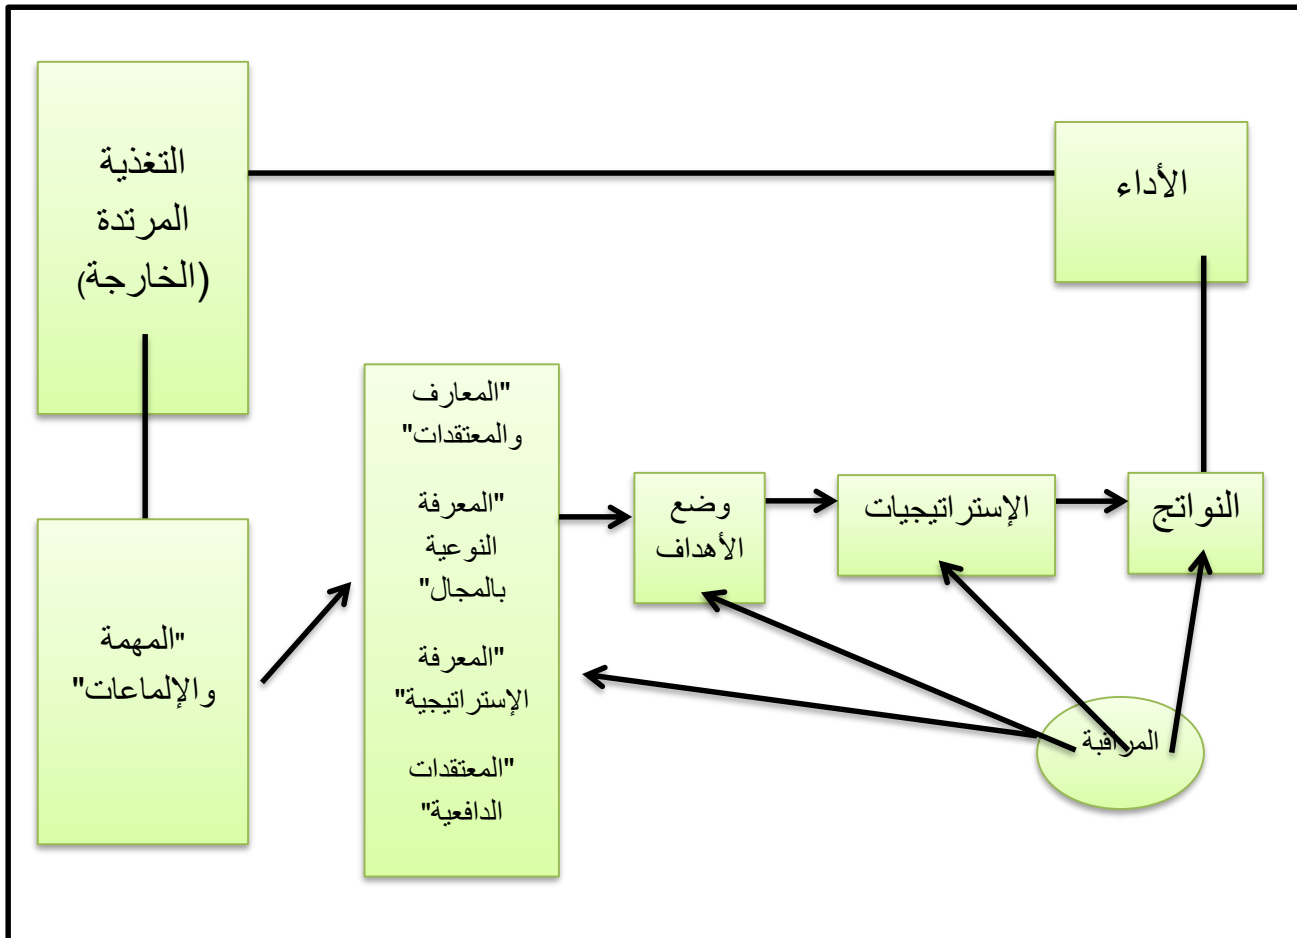 التغذية
المرتدة
(الخارجة)
الأداء
"المعارف
والمعتقدات"
"المعرفة
النوعية
بالمجال"
"المعرفة
الإستراتيجية"
"المعتقدات
الدافعية"
وضع
الأهداف
الإستراتيجيات
النواتج
"المهمة
والإلماعات"
المراقبة